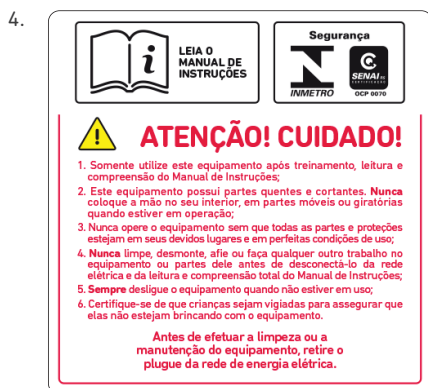 4.
LEIA O
MANUAL DE
INSTRUÇÕES
Segurança
INMETRO
SENAI
OCP 0070
ATENÇÃO! CUIDADO!
1. Somente utilize este equipamento após treinamento, leitura e
compreensão do Manual de Instruções;
2. Este equipamento possui partes quentes e cortantes. Nunca
coloque a mão no seu interior, em partes móveis ou giratórias
quando estiver em operação;
3. Nunca opere o equipamento sem que todas as partes e proteções
estejam em seus devidos lugares e em perfeitas condições de uso;
4. Nunca limpe, desmonte, afie ou faça qualquer outro trabalho no
equipamento ou partes dele antes de desconectá-lo da rede
elétrica e da leitura e compreensão total do Manual de Instruções;
5. Sempre desligue o equipamento quando não estiver em uso;
6. Certifique-se de que crianças sejam vigiadas para assegurar que
elas não estejam brincando com o equipamento.
Antes de efetuar a limpeza ou a
manutenção do equipamento, retire o
plugue da rede de energia elétrica.